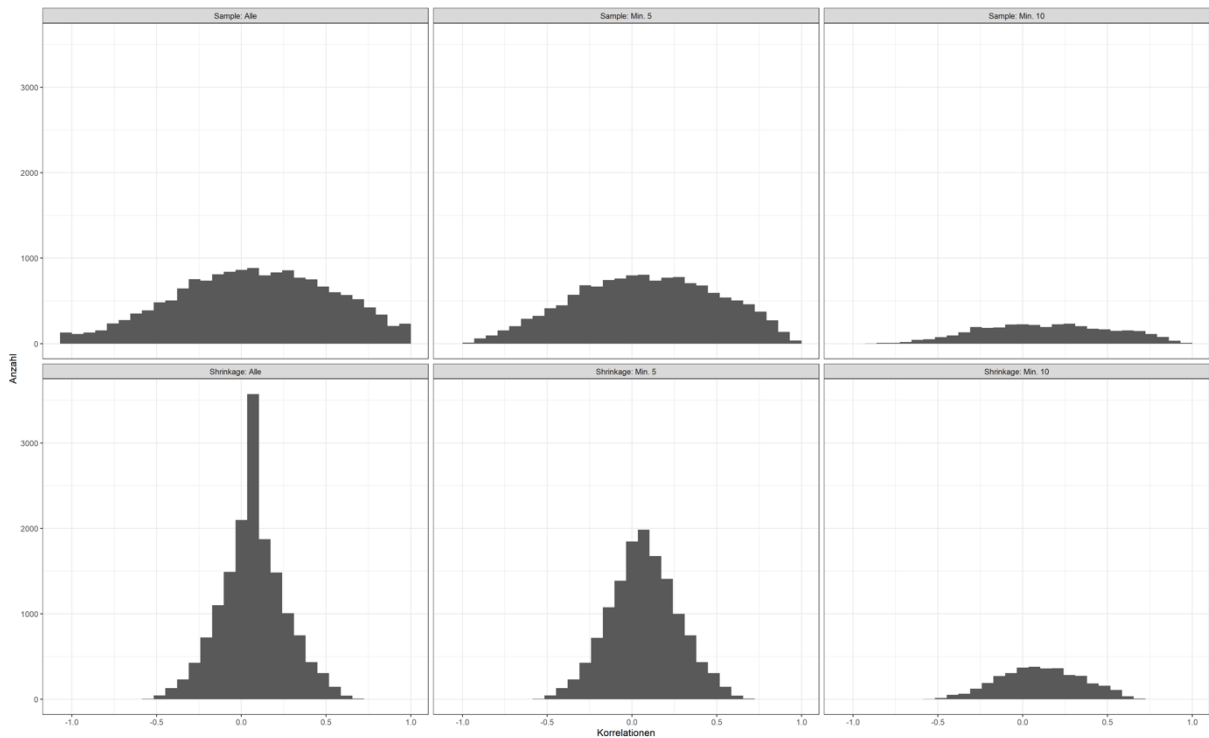 Sample: Alle
Sample: Min. 5
Sample: Min. 10
3000
2000
1000
0
Anzahl
Shrinkage: Alle
Shrinkage: Min. 5
Shrinkage: Min. 10
3000
2000
1000
0
-1.0 -0.5 0.0 0.5 1.0
-1.0 -0.5 0.0 0.5 1.0
-1.0 -0.5 0.0 0.5 1.0
Korrelationen